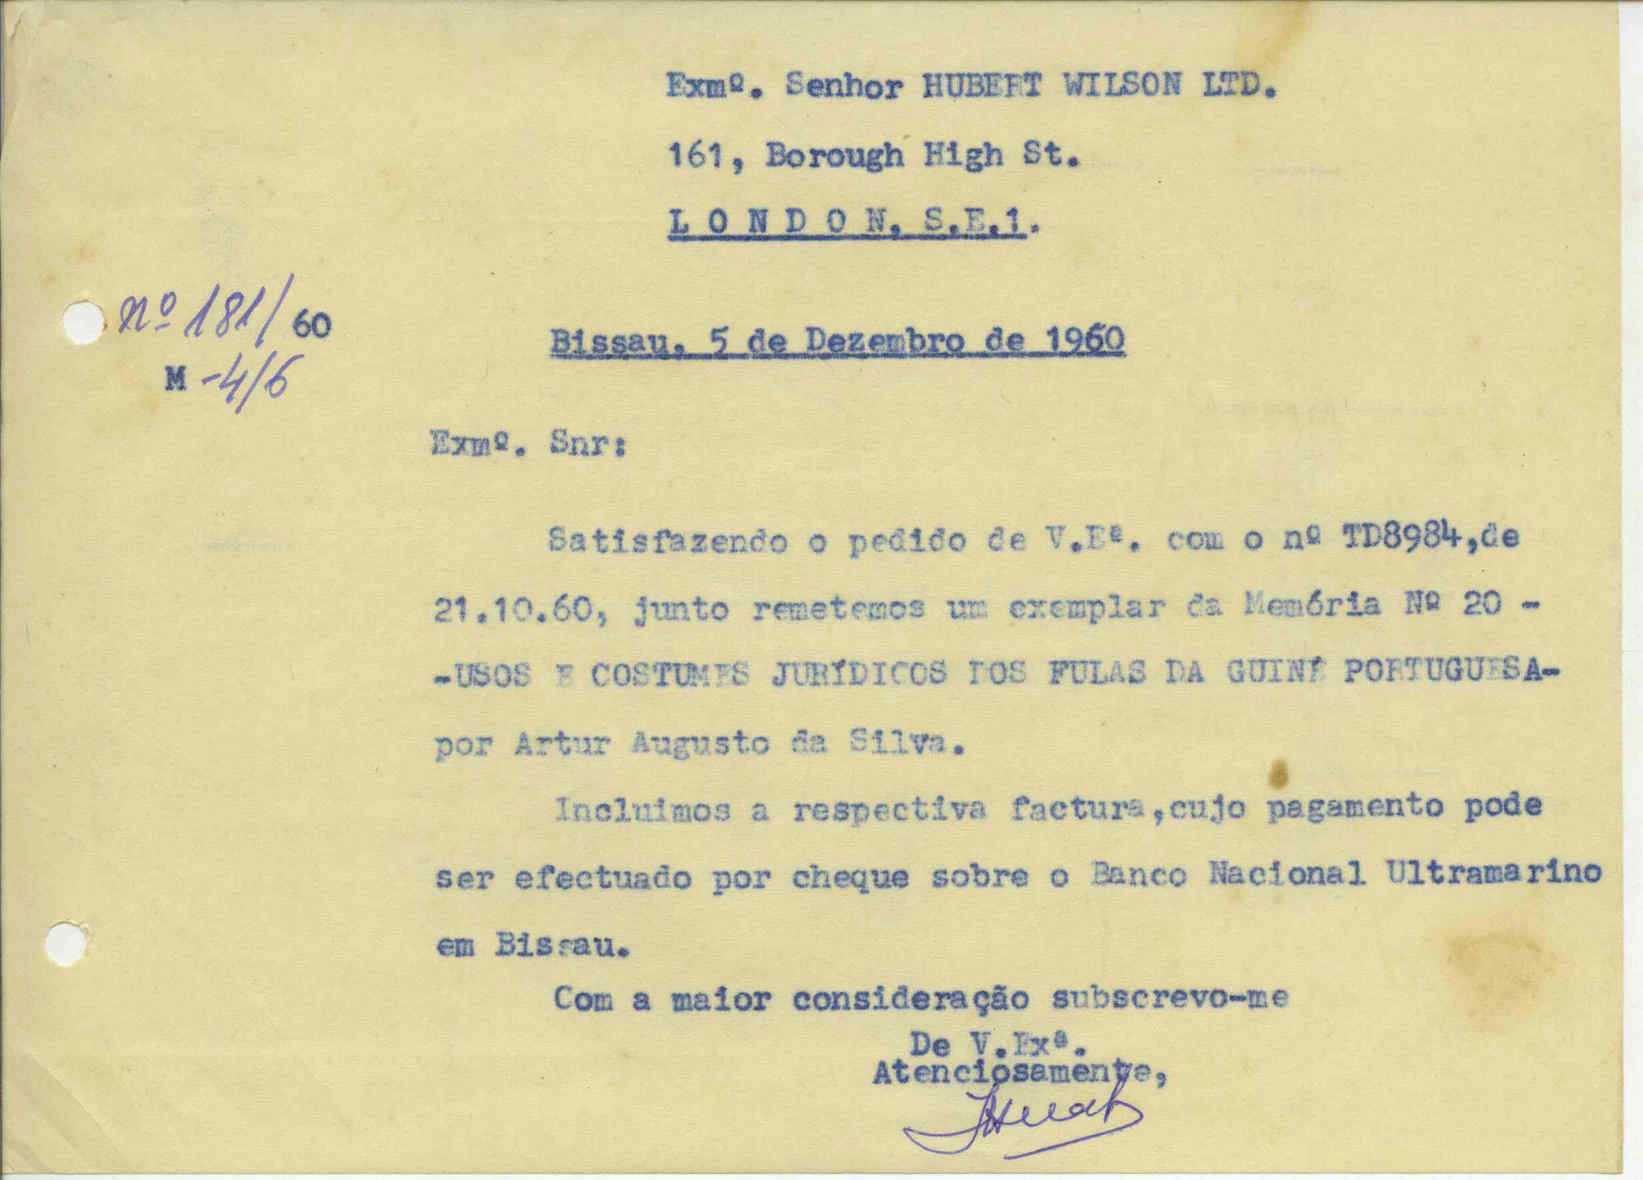 Exmº. Senhor HUBERT WILSON LTD.
161, Borough High St.
L O N D O N, S.E.1.
nº 181/60
Bissau, 5 de Dezembro de 1960
M -4/6
Exmº. Snr:
Satisfazendo o pedido de V.Eª. com o nº TD8984,de
21.10.60, junto remetemos um exemplar da Memória Nº 20 -
-USOS E COSTUMES JURÍDICOS DOS FULAS DA GUINÉ PORTUGUESA-
por Artur Augusto da Silva.
Incluimos a respectiva factura,cujo pagamento pode
ser efectuado por cheque sobre o Banco Nacional Ultramarino
em Bissau.
Com a maior consideração subscrevo-me
De V.Exª.
Atenciosamente,